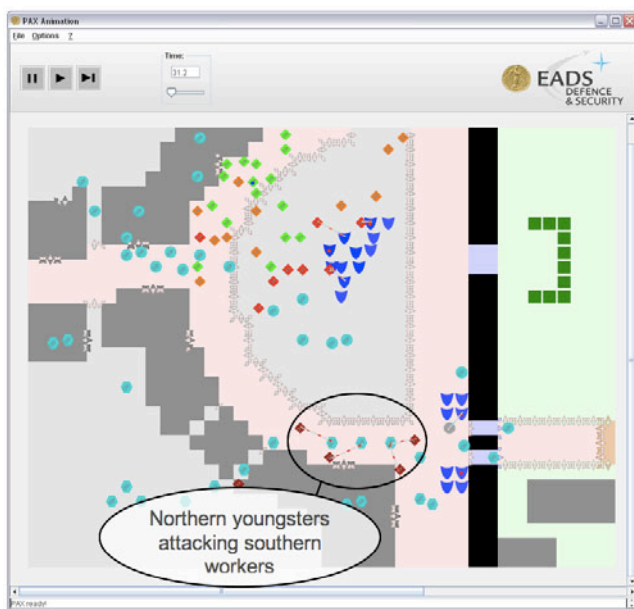 PAX Animation
File Options ?
Time:
31.2
EADS
DEFENCE
& SECURITY
Northern youngsters
attacking southern
workers
PAX ready!